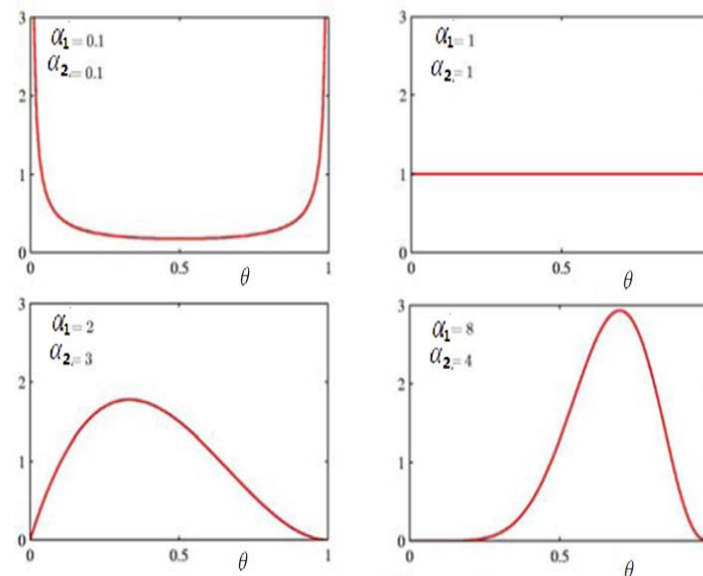 3
α1 = 0.1
α2. = 0.1
2
1
0
0 0.5 1
θ
3
α1 = 1
α2. = 1
2
1
0
0 0.5
θ
3
α1 = 2
α2. = 3
2
1
0
0 0.5 1
θ
3
α1 = 8
α2. = 4
2
1
0
0 0.5
θ